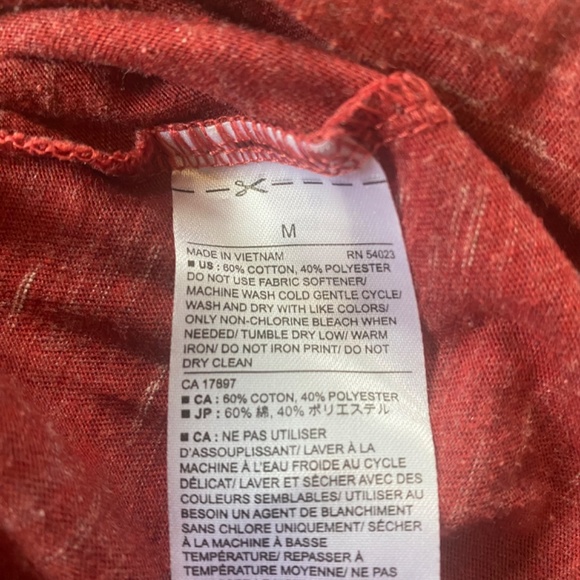 M
MADE IN VIETNAM RN 54023
■ US : 60% COTTON, 40% POLYESTER
DO NOT USE FABRIC SOFTENER/
MACHINE WASH COLD GENTLE CYCLE/
WASH AND DRY WITH LIKE COLORS/
ONLY NON-CHLORINE BLEACH WHEN
NEEDED/ TUMBLE DRY LOW/ WARM
IRON/ DO NOT IRON PRINT/ DO NOT
DRY CLEAN
CA 17897
■ CA : 60% COTON, 40% POLYESTER
■ JP : 60% 綿, 40% ポリエステル
■ CA : NE PAS UTILISER
D'ASSOUPLISSANT/ LAVER À LA
MACHINE À L'EAU FROIDE AU CYCLE
DÉLICAT/ LAVER ET SÉCHER AVEC DES
COULEURS SEMBLABLES/ UTILISER AU
BESOIN UN AGENT DE BLANCHIMENT
SANS CHLORE UNIQUEMENT/ SÉCHER
À LA MACHINE À BASSE
TEMPÉRATURE/ REPASSER À
TEMPÉRATURE MOYENNE/ NE PAS